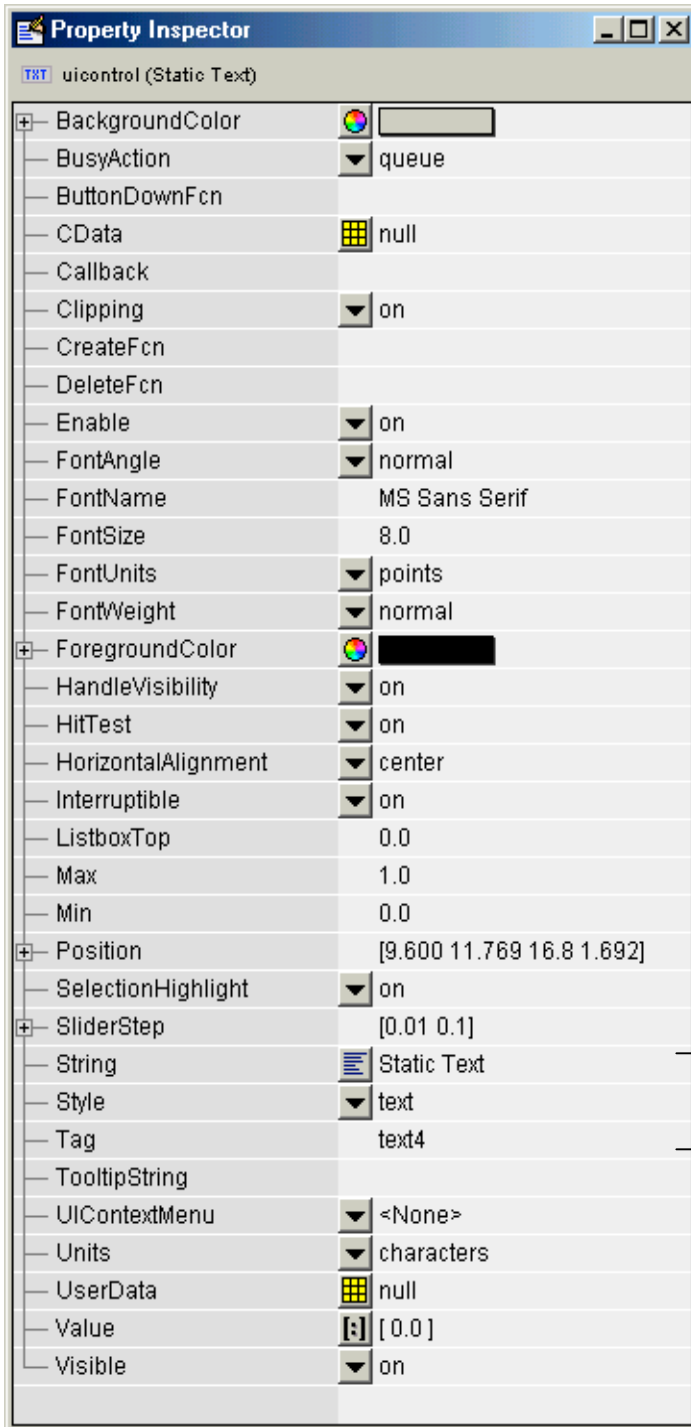 Property Inspector
TXT uicontrol (Static Text)
BackgroundColor
BusyAction queue
ButtonDownFcn
CData null
Callback
Clipping on
CreateFcn
DeleteFcn
Enable on
FontAngle normal
FontName MS Sans Serif
FontSize 8.0
FontUnits points
FontWeight normal
ForegroundColor
HandleVisibility on
HitTest on
HorizontalAlignment center
Interruptible on
ListboxTop 0.0
Max 1.0
Min 0.0
Position [9.600 11.769 16.8 1.692]
SelectionHighlight on
SliderStep [0.01 0.1]
String Static Text
Style text
Tag text4
TooltipString
UIContextMenu <None>
Units characters
UserData null
Value [:] [ 0.0 ]
Visible on